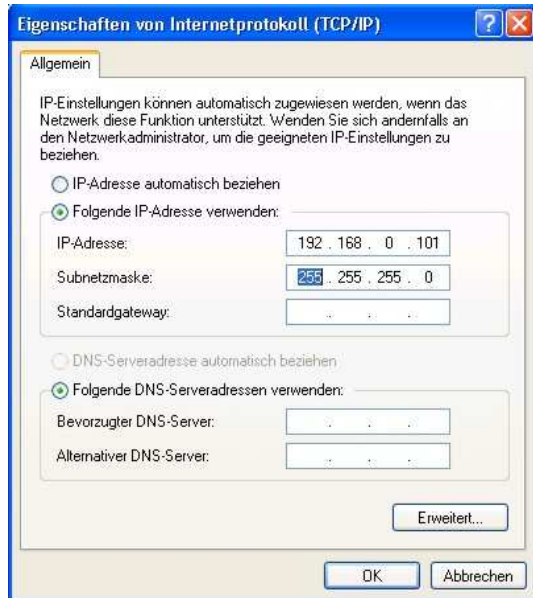 Eigenschaften von Internetprotokoll (TCP/IP)
Allgemein
IP-Einstellungen können automatisch zugewiesen werden, wenn das
Netzwerk diese Funktion unterstützt. Wenden Sie sich andernfalls an
den Netzwerkadministrator, um die geeigneten IP-Einstellungen zu
beziehen.
IP-Adresse automatisch beziehen
Folgende IP-Adresse verwenden:
IP-Adresse: 192 . 168 . 0 . 101
Subnetzmaske: 255 . 255 . 255 . 0
Standardgateway: . . .
DNS-Serveradresse automatisch beziehen
Folgende DNS-Serveradressen verwenden:
Bevorzugter DNS-Server: . . .
Alternativer DNS-Server: . . .
Erweitert...
OK Abbrechen